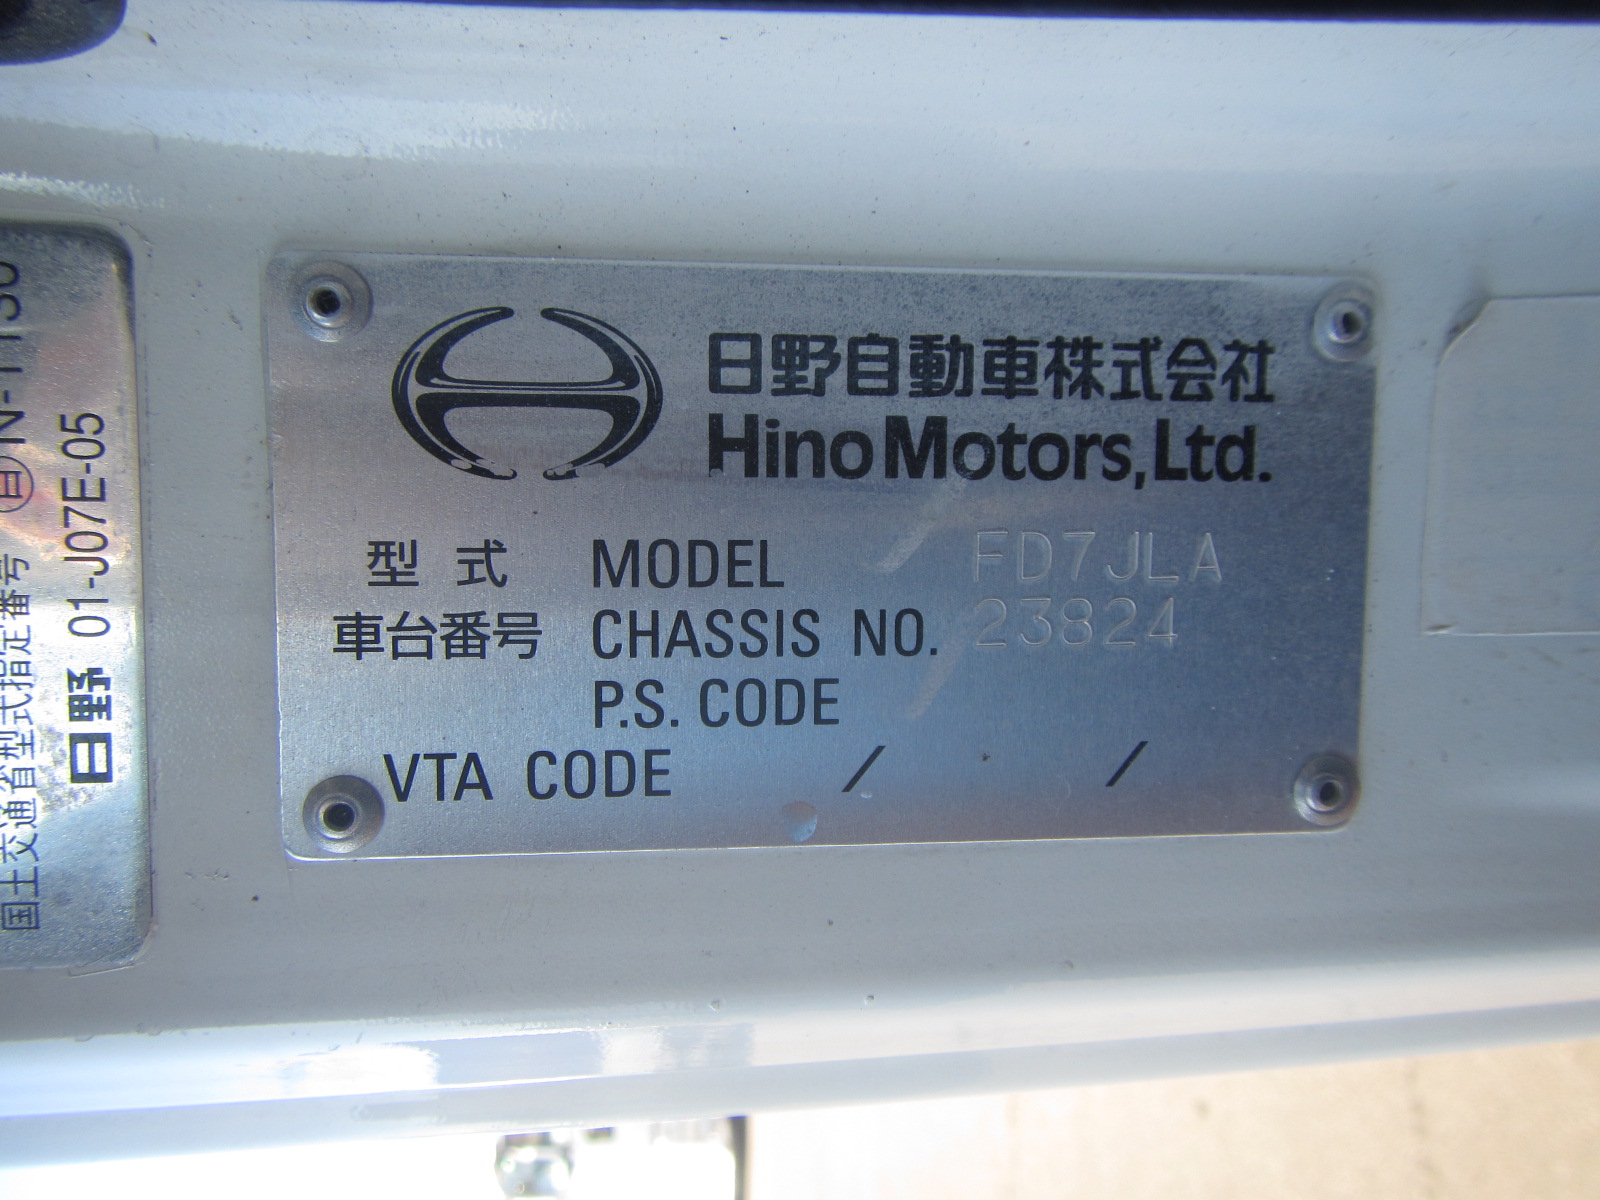 日野自動車株式会社
Hino Motors, Ltd.
型 式 MODEL FD7JLA
車台番号 CHASSIS NO. 23824
P.S. CODE
VTA CODE / /
国土交通省型式指定番号 自N-1130
日野 01-J07E-05